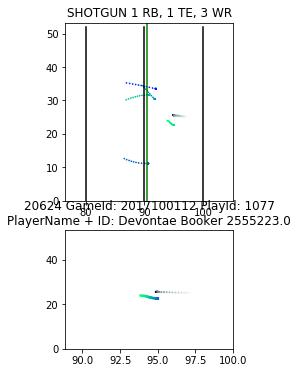 SHOTGUN 1 RB, 1 TE, 3 WR
50
40
30
20
10
0
80 90 100
20624 GameId: 2017100112 PlayId: 1077
PlayerName + ID: Devontae Booker 2555223.0
40
20
0
90.0 92.5 95.0 97.5 100.0